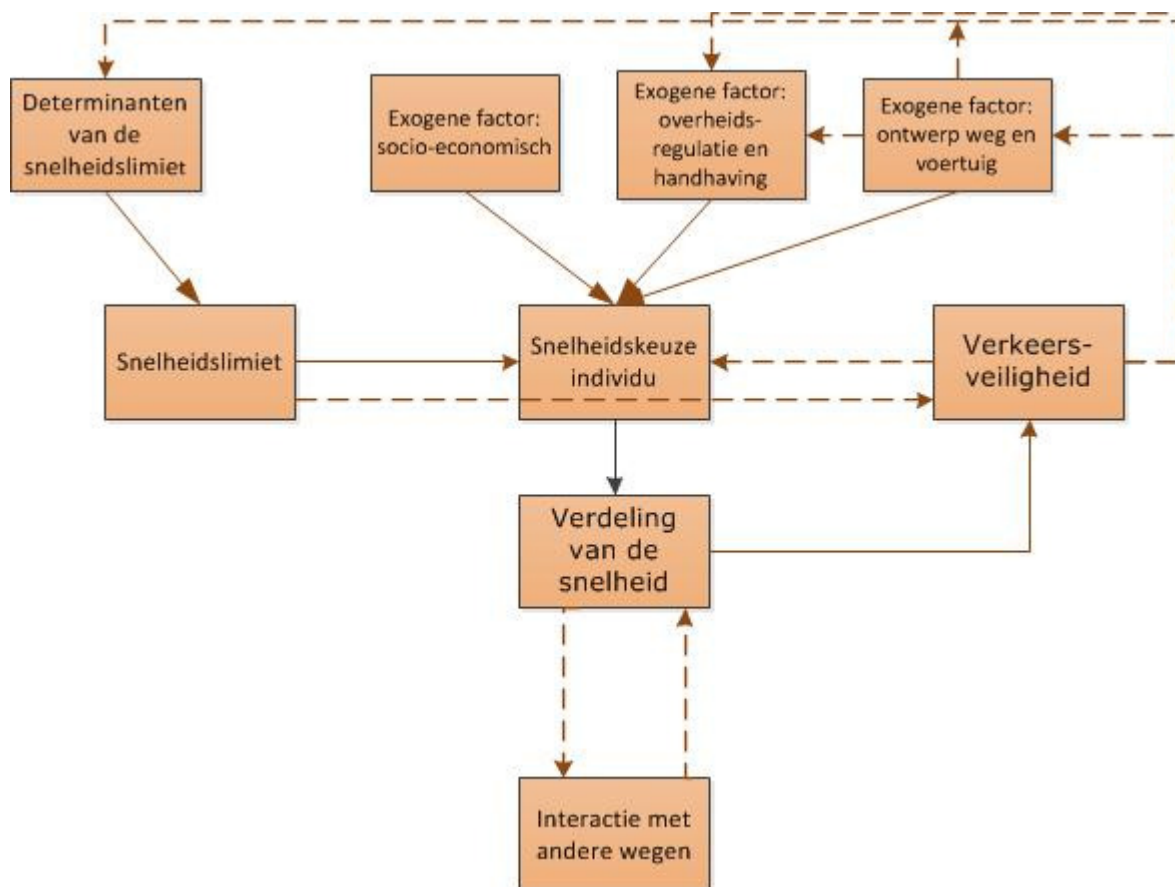 Determinanten
van de
snelheidslimiet
Exogene factor:
socio-economisch
Exogene factor:
overheids-
regulatie en
handhaving
Exogene factor:
ontwerp weg en
voertuig
Snelheidslimiet
Snelheidskeuze
individu
Verkeers-
veiligheid
Verdeling
van de
snelheid
Interactie met
andere wegen